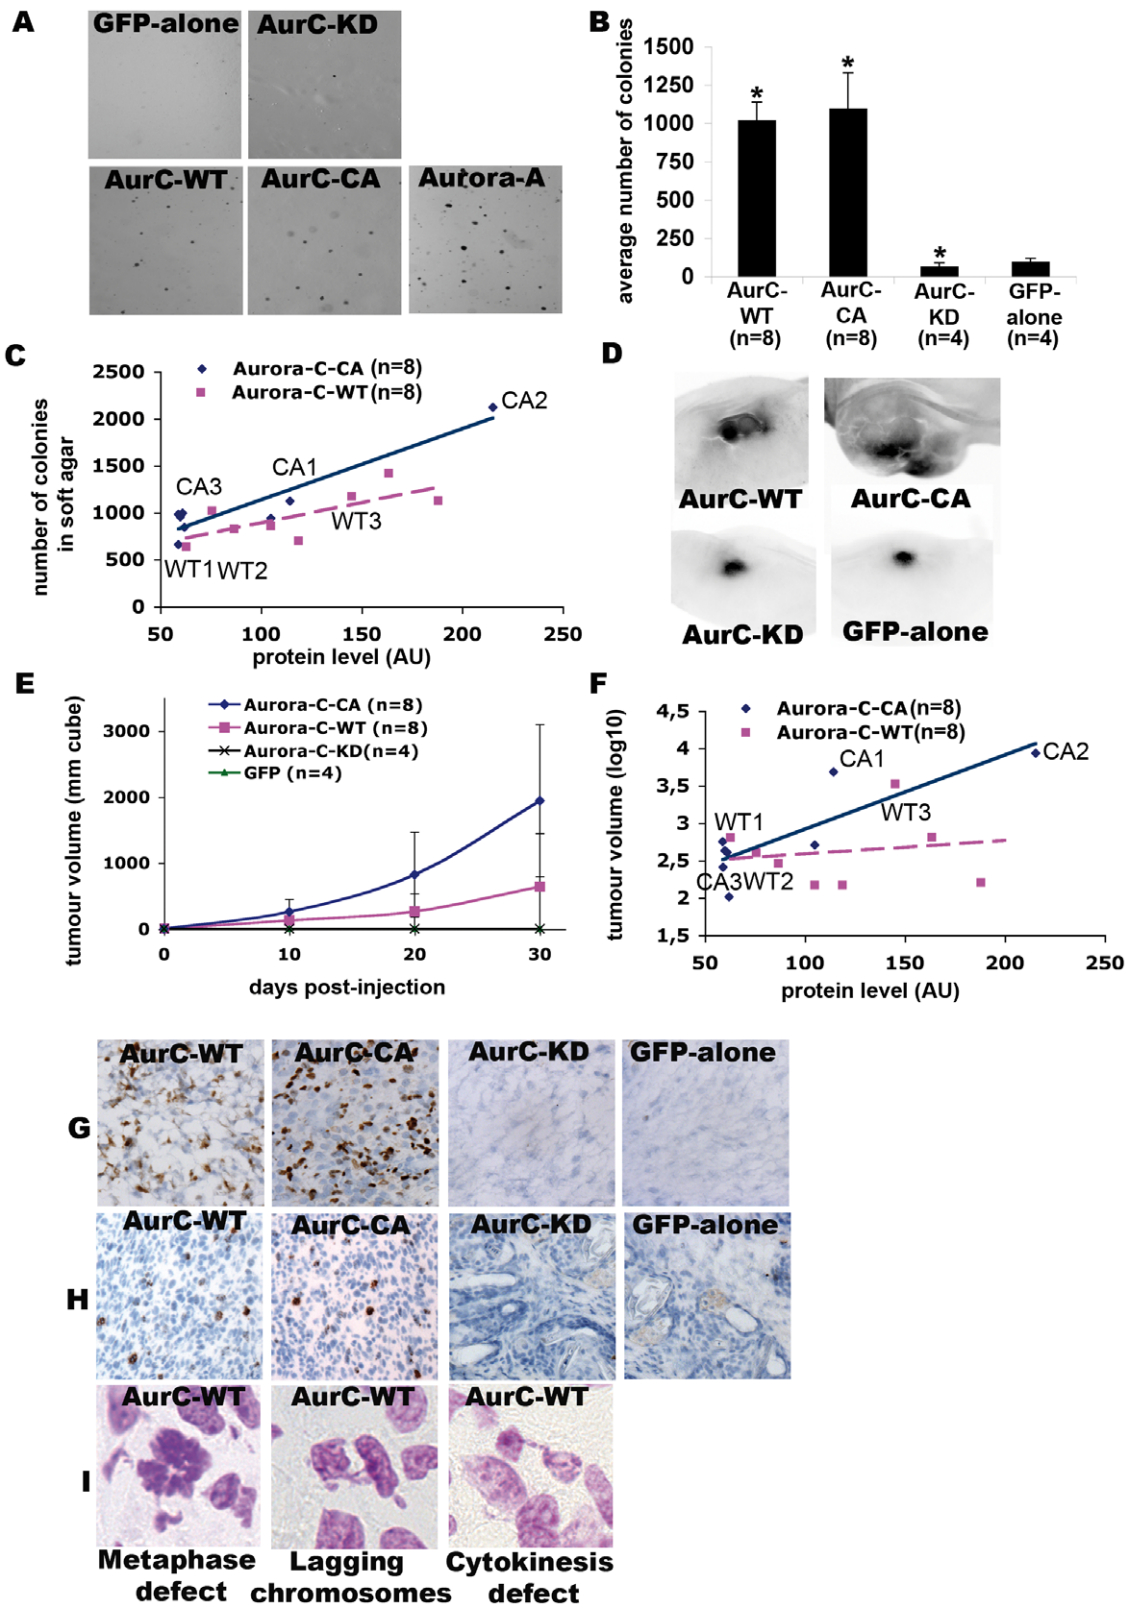 A
GFP-alone
AurC-KD
AurC-WT
AurC-CA
Aurora-A
B
average number of colonies
1500
1250
1000
750
500
250
0
*
*
*
AurC-
WT
(n=8)
AurC-
CA
(n=8)
AurC-
KD
(n=4)
GFP-
alone
(n=4)
C
number of colonies
in soft agar
2500
2000
1500
1000
500
0
Aurora-C-CA (n=8)
Aurora-C-WT (n=8)
CA2
CA1
CA3
WT3
WT1
WT2
50
100
150
200
250
protein level (AU)
D
AurC-WT
AurC-CA
AurC-KD
GFP-alone
E
tumour volume (mm cube)
3000
2000
1000
0
Aurora-C-CA (n=8)
Aurora-C-WT (n=8)
Aurora-C-KD(n=4)
GFP (n=4)
0
10
20
30
days post-injection
F
tumour volume (log10)
4,5
4
3,5
3
2,5
2
1,5
Aurora-C-CA(n=8)
Aurora-C-WT(n=8)
CA1
CA2
WT3
WT1
CA3
WT2
50
100
150
200
250
protein level (AU)
G
AurC-WT
AurC-CA
AurC-KD
GFP-alone
H
AurC-WT
AurC-CA
AurC-KD
GFP-alone
I
AurC-WT
AurC-WT
AurC-WT
Metaphase
defect
Lagging
chromosomes
Cytokinesis
defect